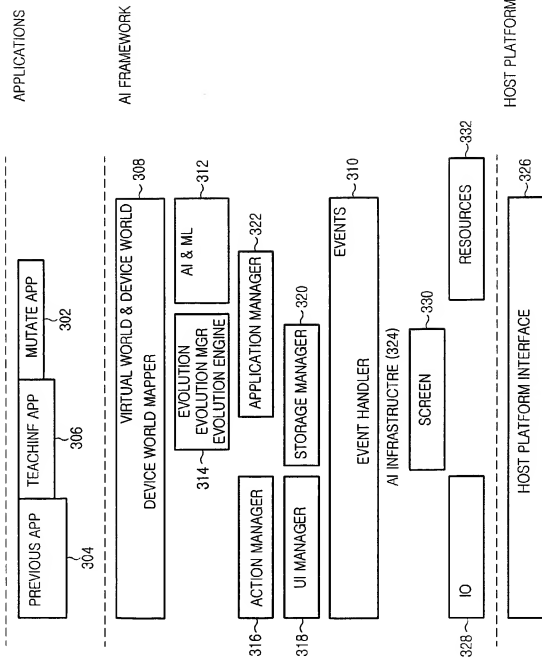 APPLICATIONS
PREVIOUS APP
TEACHINF APP
MUTATE APP
304
306
302
AI FRAMEWORK
VIRTUAL WORLD & DEVICE WORLD
DEVICE WORLD MAPPER
308
EVOLUTION
EVOLUTION MGR
EVOLUTION ENGINE
314
AI & ML
312
316
ACTION MANAGER
APPLICATION MANAGER
322
318
UI MANAGER
STORAGE MANAGER
320
EVENTS
EVENT HANDLER
310
AI INFRASTRUCTRE (324)
SCREEN
330
328
IO
RESOURCES
332
HOST PLATFORM
HOST PLATFORM INTERFACE
326